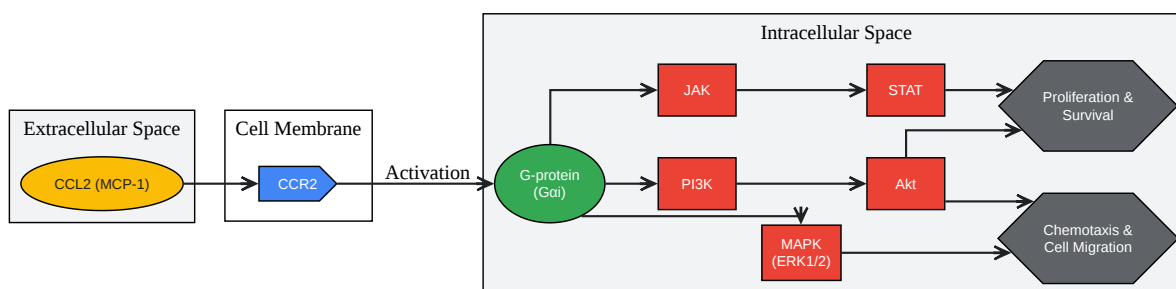 Intracellular Space
JAK
STAT
Proliferation &
Survival
Extracellular Space
Cell Membrane
CCL2 (MCP-1)
CCR2
Activation
G-protein
(Gαi)
PI3K
Akt
MAPK
(ERK1/2)
Chemotaxis &
Cell Migration